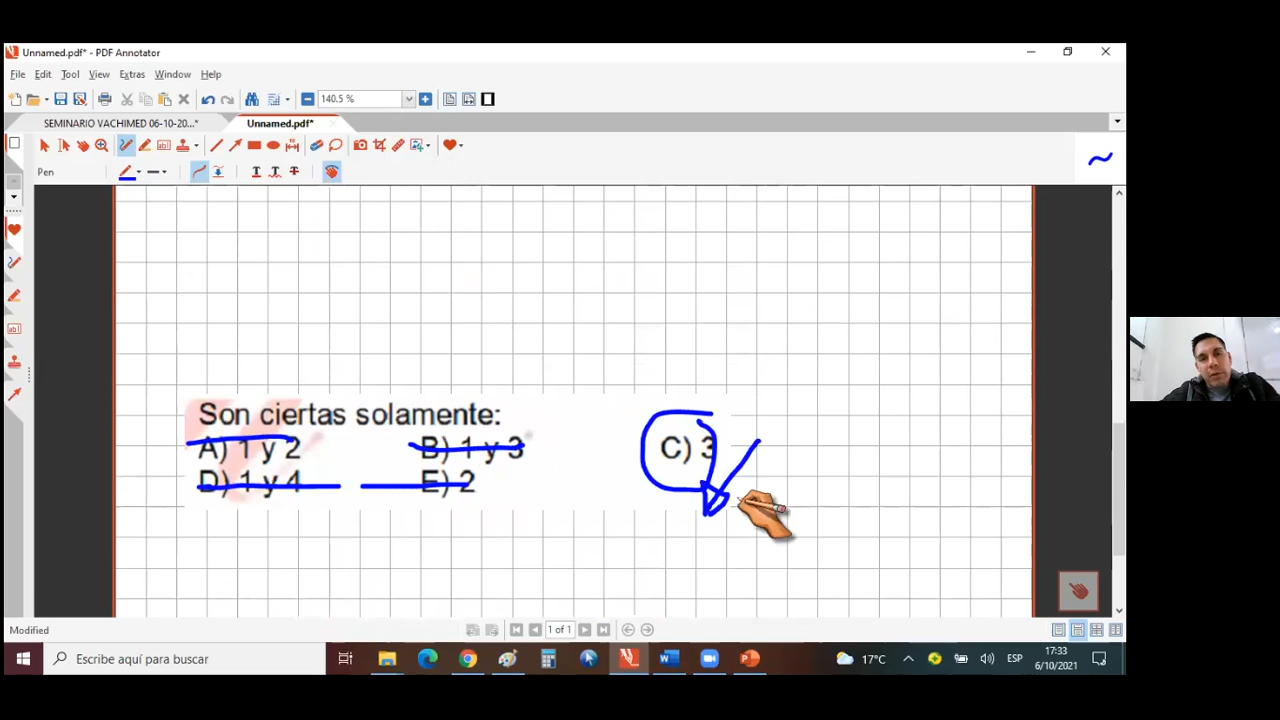 Unnamed.pdf* - PDF Annotator
File Edit Tool View Extras Window Help
140.5 %
SEMINARIO VACHIMED 06-10-20...* Unnamed.pdf*
Pen
Son ciertas solamente:
A) 1 y 2 B) 1 y 3 C) 3
D) 1 y 4 E) 2
Modified 1 of 1
Escribe aquí para buscar 17°C ESP 17:33
6/10/2021